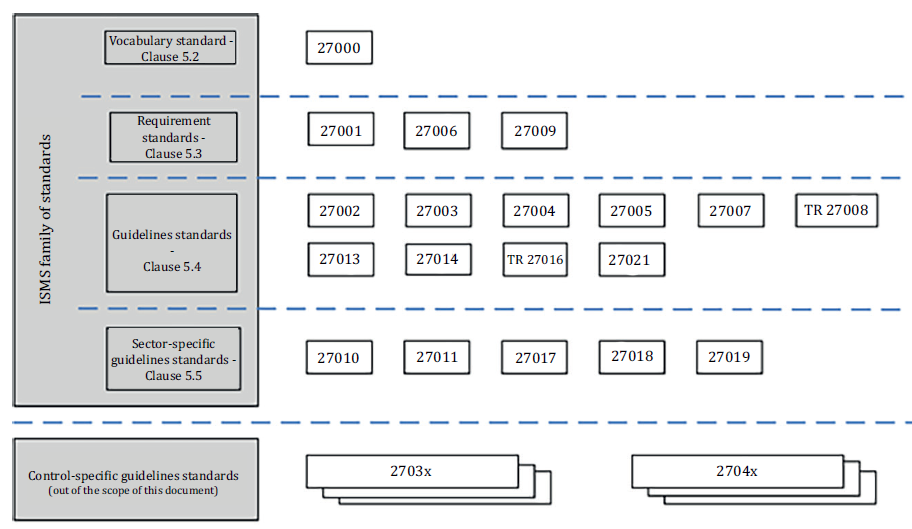 ISMS family of standards
Vocabulary standard -
Clause 5.2
27000
Requirement
standards -
Clause 5.3
27001
27006
27009
Guidelines standards
-
Clause 5.4
27002
27003
27004
27005
27007
TR 27008
27013
27014
TR 27016
27021
Sector-specific
guidelines standards -
Clause 5.5
27010
27011
27017
27018
27019
Control-specific guidelines standards
(out of the scope of this document)
2703x
2704x